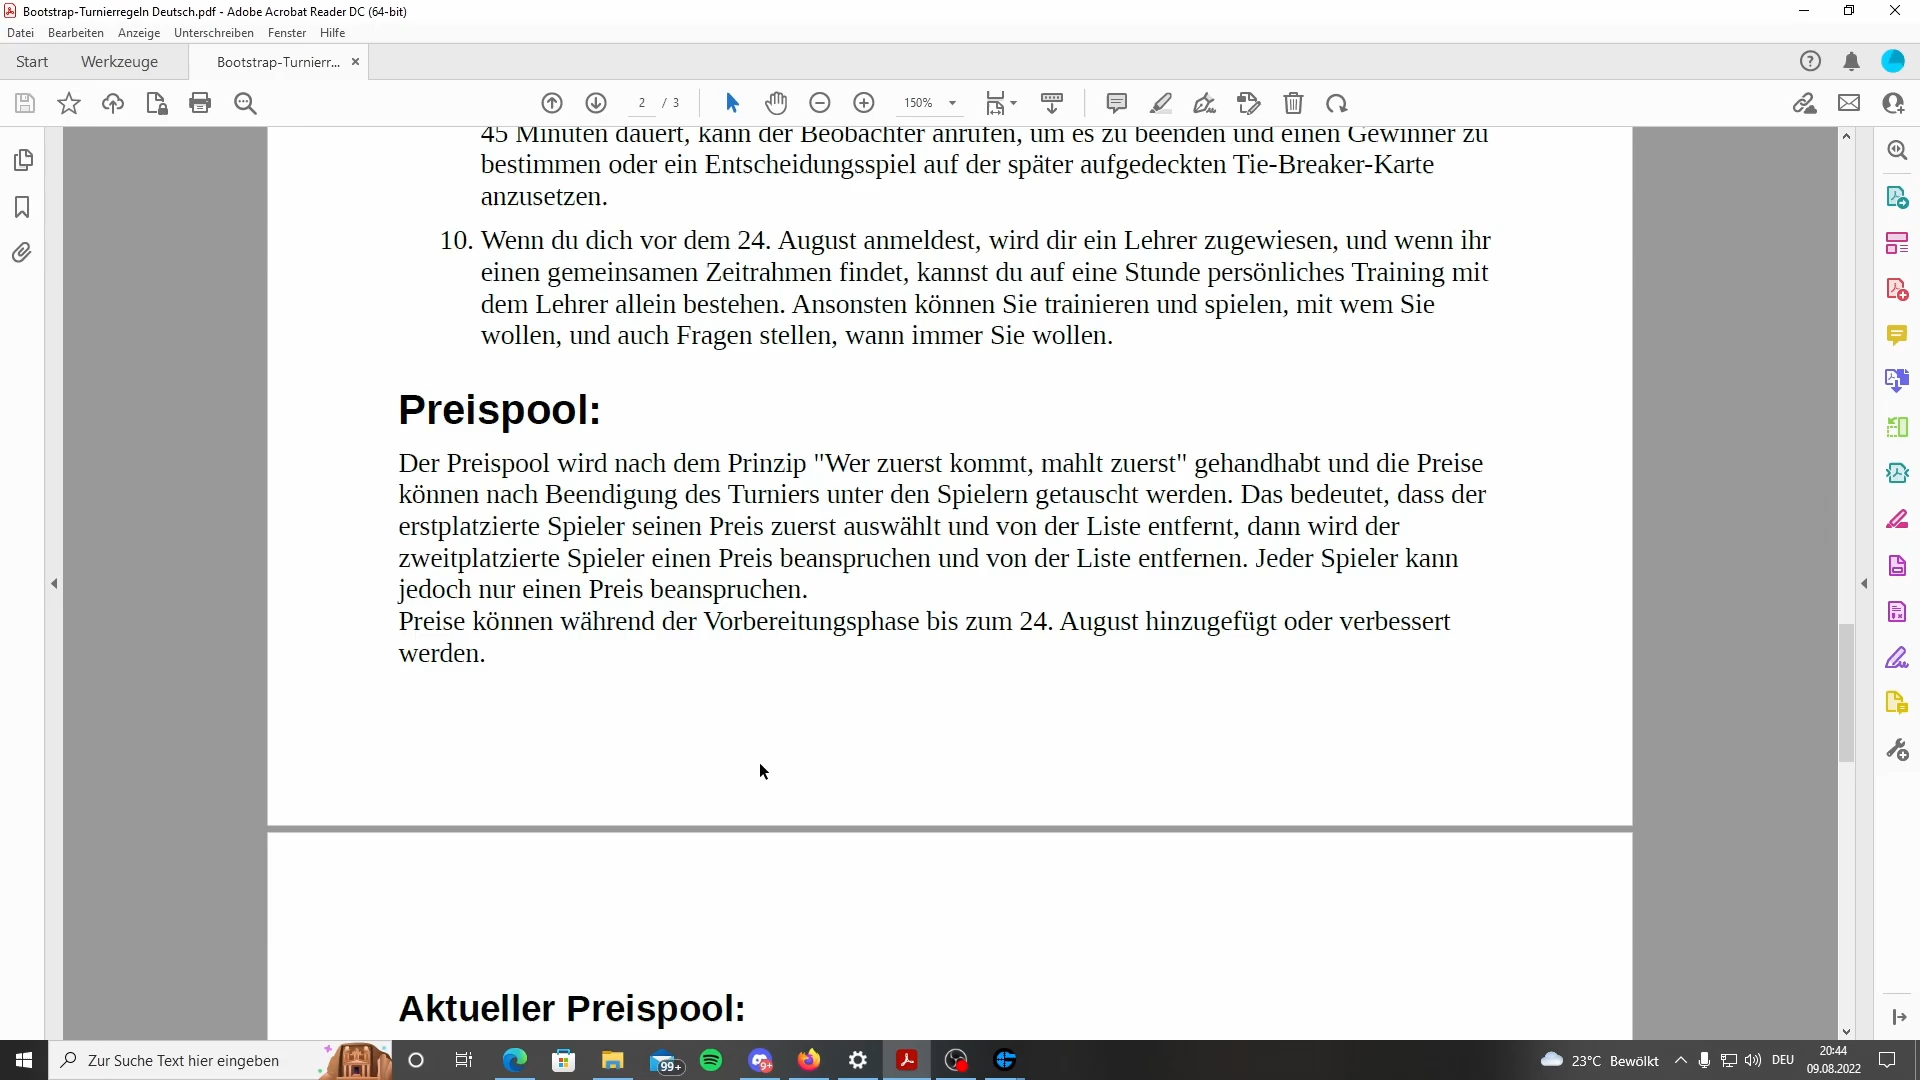 Bootstrap-Turnierregeln Deutsch.pdf - Adobe Acrobat Reader DC (64-bit)
Datei Bearbeiten Anzeige Unterschreiben Fenster Hilfe
Start Werkzeuge Bootstrap-Turnierr... ×
2 / 3 150%
45 Minuten dauert, kann der Beobachter anrufen, um es zu beenden und einen Gewinner zu
bestimmen oder ein Entscheidungsspiel auf der später aufgedeckten Tie-Breaker-Karte
anzusetzen.
10. Wenn du dich vor dem 24. August anmeldest, wird dir ein Lehrer zugewiesen, und wenn ihr
einen gemeinsamen Zeitrahmen findet, kannst du auf eine Stunde persönliches Training mit
dem Lehrer allein bestehen. Ansonsten können Sie trainieren und spielen, mit wem Sie
wollen, und auch Fragen stellen, wann immer Sie wollen.
Preispool:
Der Preispool wird nach dem Prinzip "Wer zuerst kommt, mahlt zuerst" gehandhabt und die Preise
können nach Beendigung des Turniers unter den Spielern getauscht werden. Das bedeutet, dass der
erstplatzierte Spieler seinen Preis zuerst auswählt und von der Liste entfernt, dann wird der
zweitplatzierte Spieler einen Preis beanspruchen und von der Liste entfernen. Jeder Spieler kann
jedoch nur einen Preis beanspruchen.
Preise können während der Vorbereitungsphase bis zum 24. August hinzugefügt oder verbessert
werden.
Aktueller Preispool:
Zur Suche Text hier eingeben 99+ 9+ 23°C Bewölkt DEU 20:44
09.08.2022